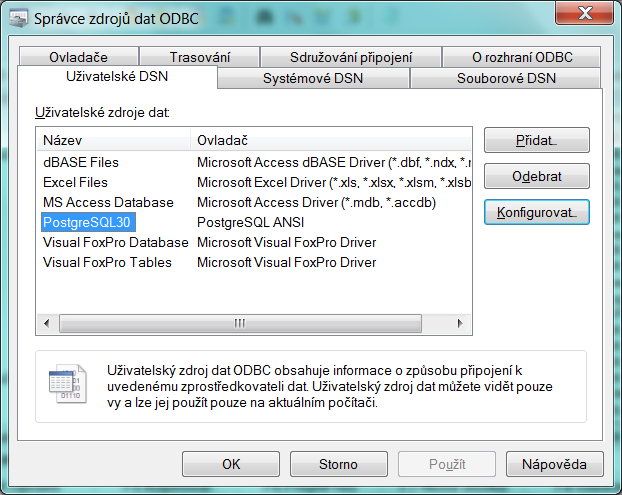 Správce zdrojů dat ODBC
Ovladače Trasování Sdružování připojení O rozhraní ODBC
Uživatelské DSN Systémové DSN Souborové DSN
Uživatelské zdroje dat:
Název Ovladač
dBASE Files Microsoft Access dBASE Driver (*.dbf, *.ndx, *.r
Excel Files Microsoft Excel Driver (*.xls, *.xlsx, *.xlsm, *.xlsb
MS Access Database Microsoft Access Driver (*.mdb, *.accdb)
PostgreSQL30 PostgreSQL ANSI
Visual FoxPro Database Microsoft Visual FoxPro Driver
Visual FoxPro Tables Microsoft Visual FoxPro Driver
Přidat...
Odebrat
Konfigurovat...
Uživatelský zdroj dat ODBC obsahuje informace o způsobu připojení k
uvedenému zprostředkovateli dat. Uživatelský zdroj dat můžete vidět pouze
vy a lze jej použít pouze na aktuálním počítači.
OK Storno Použít Nápověda